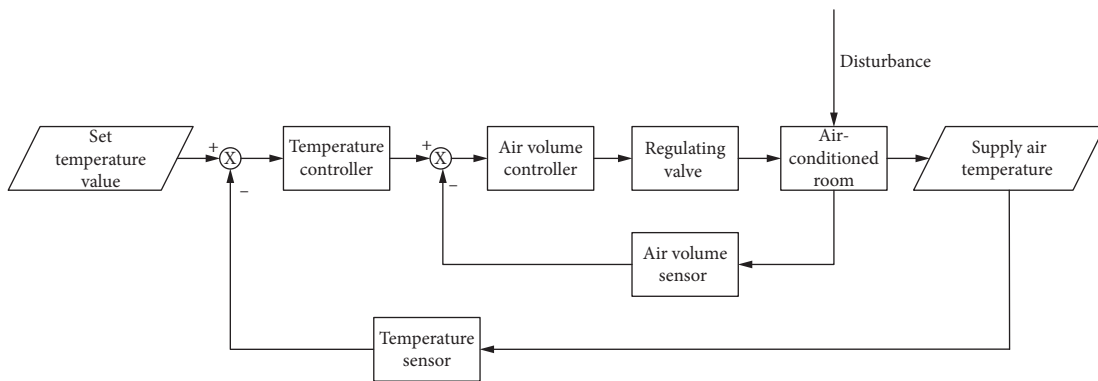 Disturbance
Set
temperature
value
+
X
−
Temperature
controller
+
X
−
Air volume
controller
Regulating
valve
Air-
conditioned
room
Supply air
temperature
Air volume
sensor
Temperature
sensor